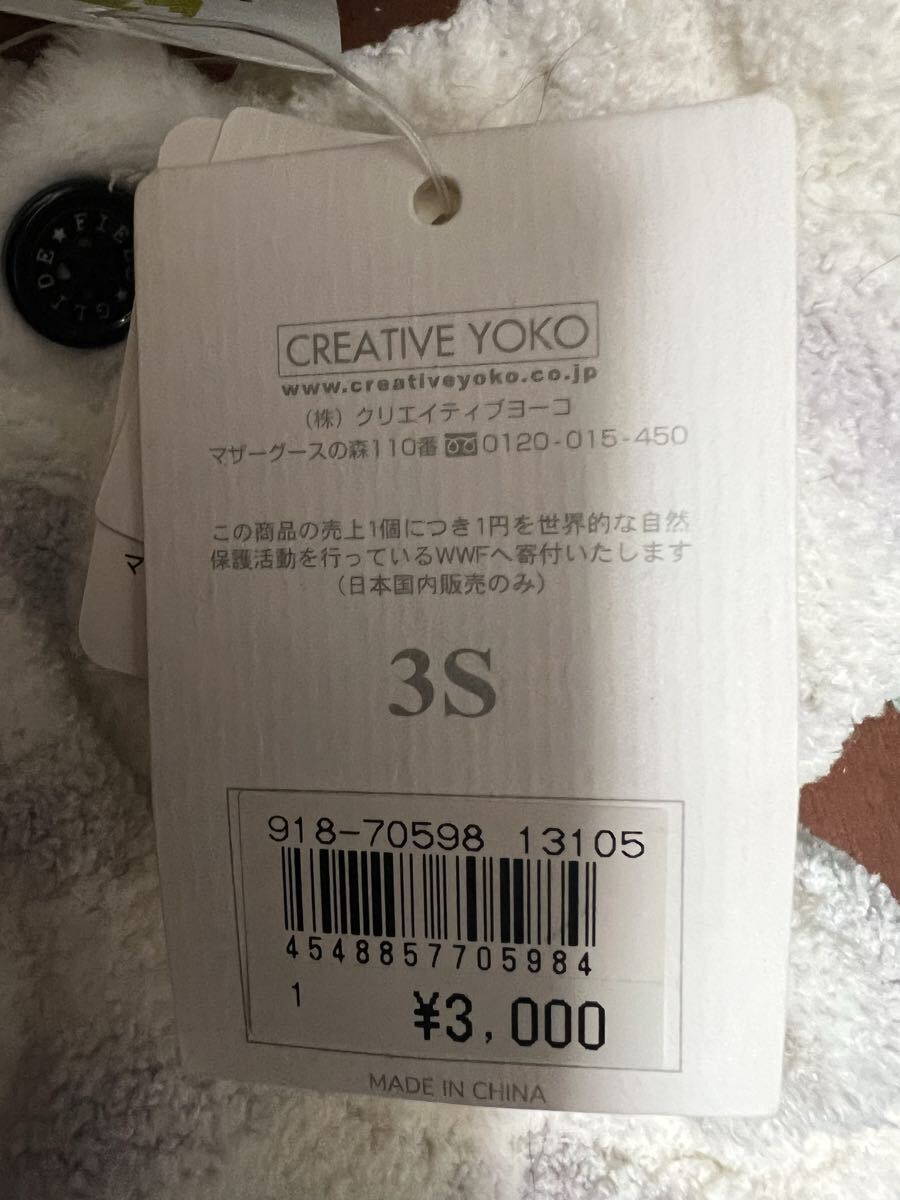 CREATIVE YOKO
www.creativeyoko.co.jp
(株) クリエイティブヨーコ
マザーグースの森110番 0120-015-450
この商品の売上1個につき1円を世界的な自然
保護活動を行っているWWFへ寄付いたします
(日本国内販売のみ)
3S
918-70598 13105
4548857705984
1
¥3,000
MADE IN CHINA
マ
GLIDE ★ FIE